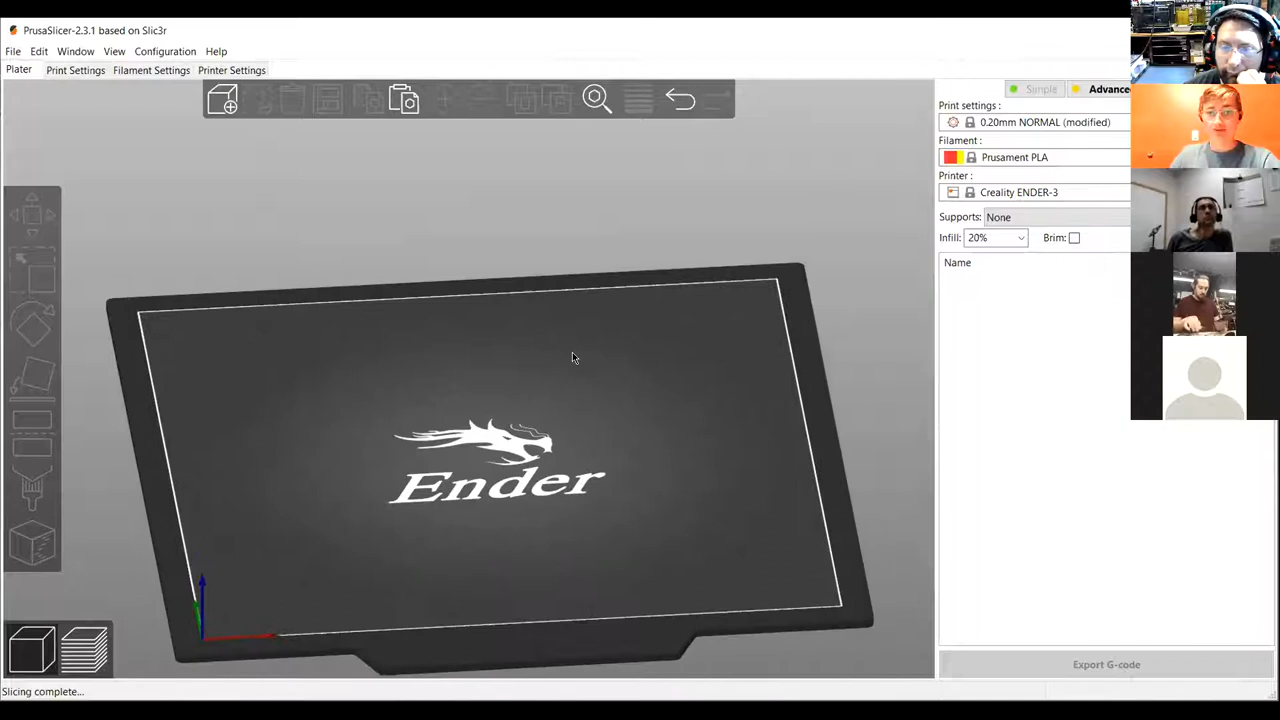 PrusaSlicer-2.3.1 based on Slic3r
File Edit Window View Configuration Help
Plater Print Settings Filament Settings Printer Settings
Simple Advanced
Print settings:
0.20mm NORMAL (modified)
Filament:
Prusament PLA
Printer:
Creality ENDER-3
Supports: None
Infill: 20% Brim:
Name
Ender
Export G-code
Slicing complete...